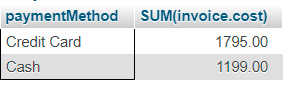 paymentMethod SUM(invoice.cost)
Credit Card 1795.00
Cash 1199.00